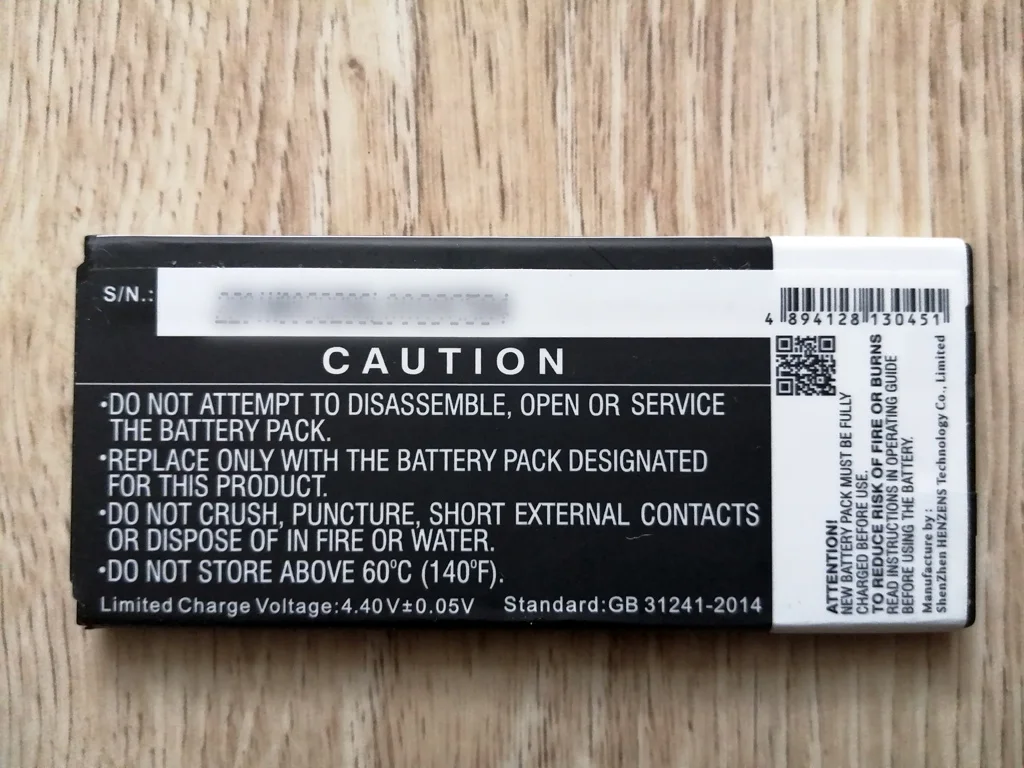 S/N.:
CAUTION
·DO NOT ATTEMPT TO DISASSEMBLE, OPEN OR SERVICE
THE BATTERY PACK.
·REPLACE ONLY WITH THE BATTERY PACK DESIGNATED
FOR THIS PRODUCT.
·DO NOT CRUSH, PUNCTURE, SHORT EXTERNAL CONTACTS
OR DISPOSE OF IN FIRE OR WATER.
·DO NOT STORE ABOVE 60°C (140°F).
Limited Charge Voltage:4.40V±0.05V Standard:GB 31241-2014
4 894128 130451
ATTENTION!
NEW BATTERY PACK MUST BE FULLY
CHARGED BEFORE USE.
TO REDUCE RISK OF FIRE OR BURNS
READ INSTRUCTIONS IN OPERATING GUIDE
BEFORE USING THE BATTERY.
Manufacture by:
ShenZhen HENZENS Technology Co., Limited